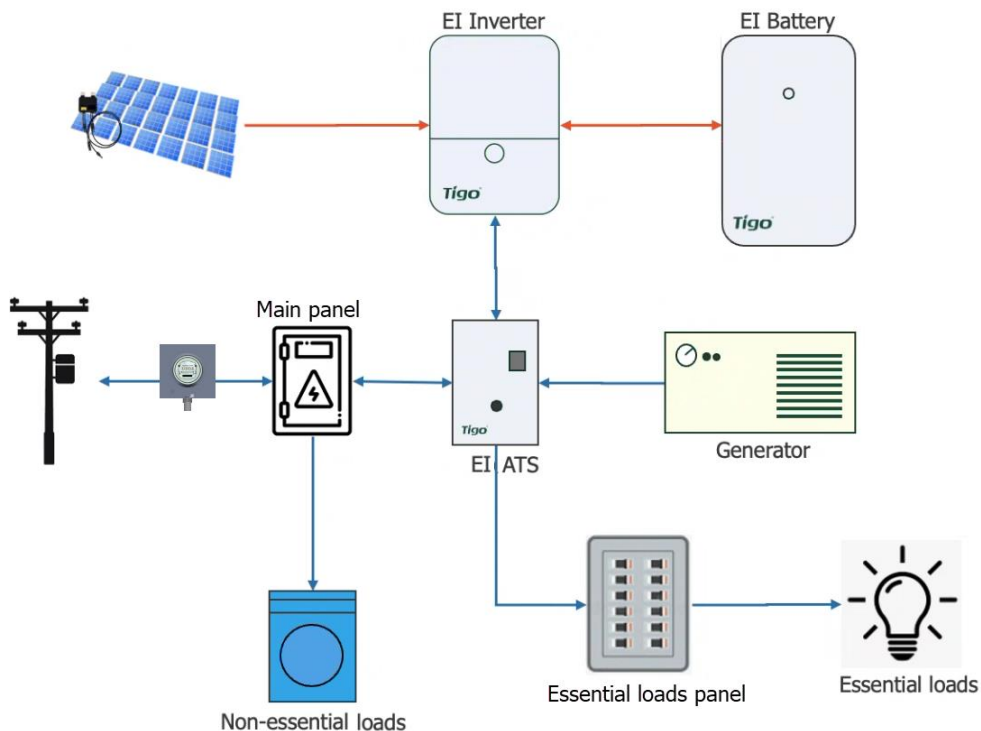 EI Inverter
EI Battery
Tigo
Tigo
Main panel
Tigo
EI ATS
Generator
Essential loads panel
Essential loads
Non-essential loads